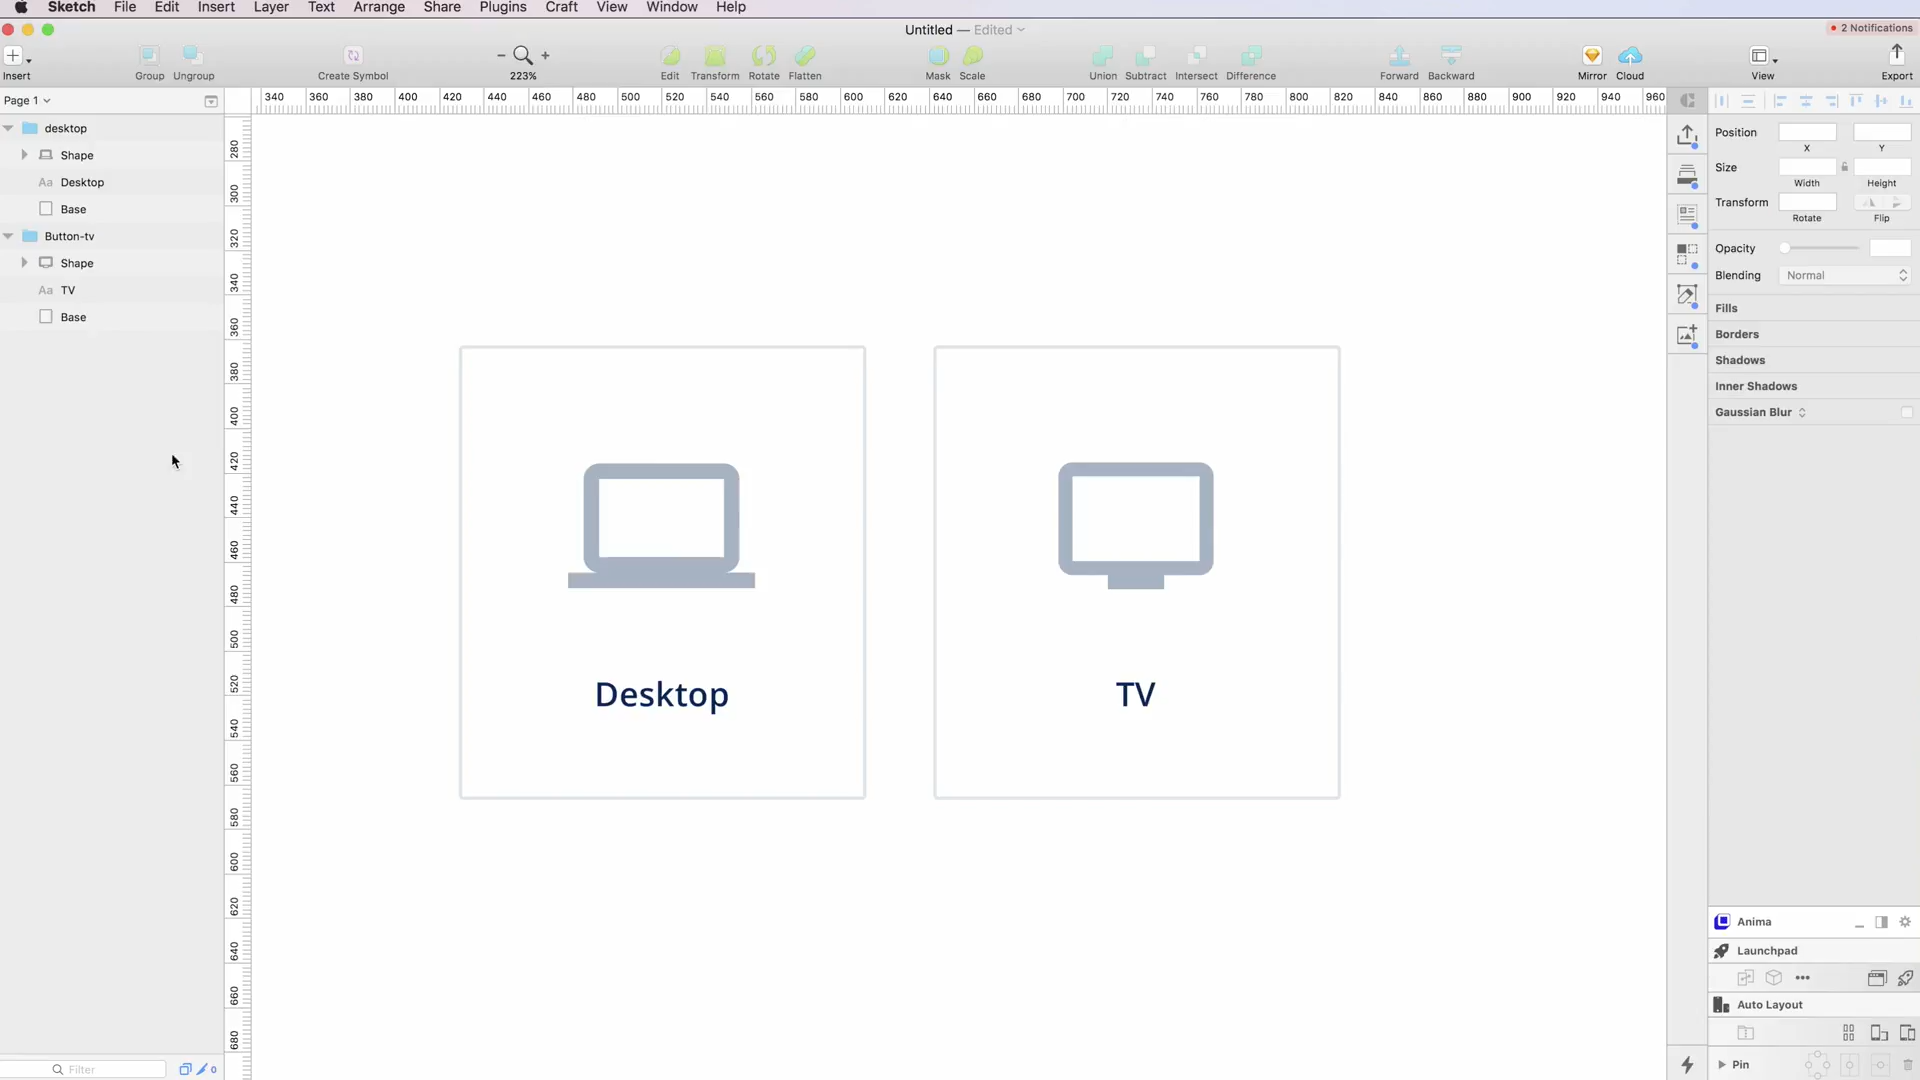 Sketch File Edit Insert Layer Text Arrange Share Plugins Craft View Window Help
Untitled — Edited
2 Notifications
Insert Group Ungroup Create Symbol 223% Edit Transform Rotate Flatten Mask Scale Union Subtract Intersect Difference Forward Backward Mirror Cloud View Export
Page 1
340 360 380 400 420 440 460 480 500 520 540 560 580 600 620 640 660 680 700 720 740 760 780 800 820 840 860 880 900 920 940 960
280
300
320
340
360
380
400
420
440
460
480
500
520
540
560
580
600
620
640
660
680
desktop
Shape
Aa Desktop
Base
Button-tv
Shape
Aa TV
Base
Filter
0
Desktop
TV
Position
X Y
Size
Width Height
Transform
Rotate Flip
Opacity
Blending Normal
Fills
Borders
Shadows
Inner Shadows
Gaussian Blur
Anima
Launchpad
Auto Layout
Pin